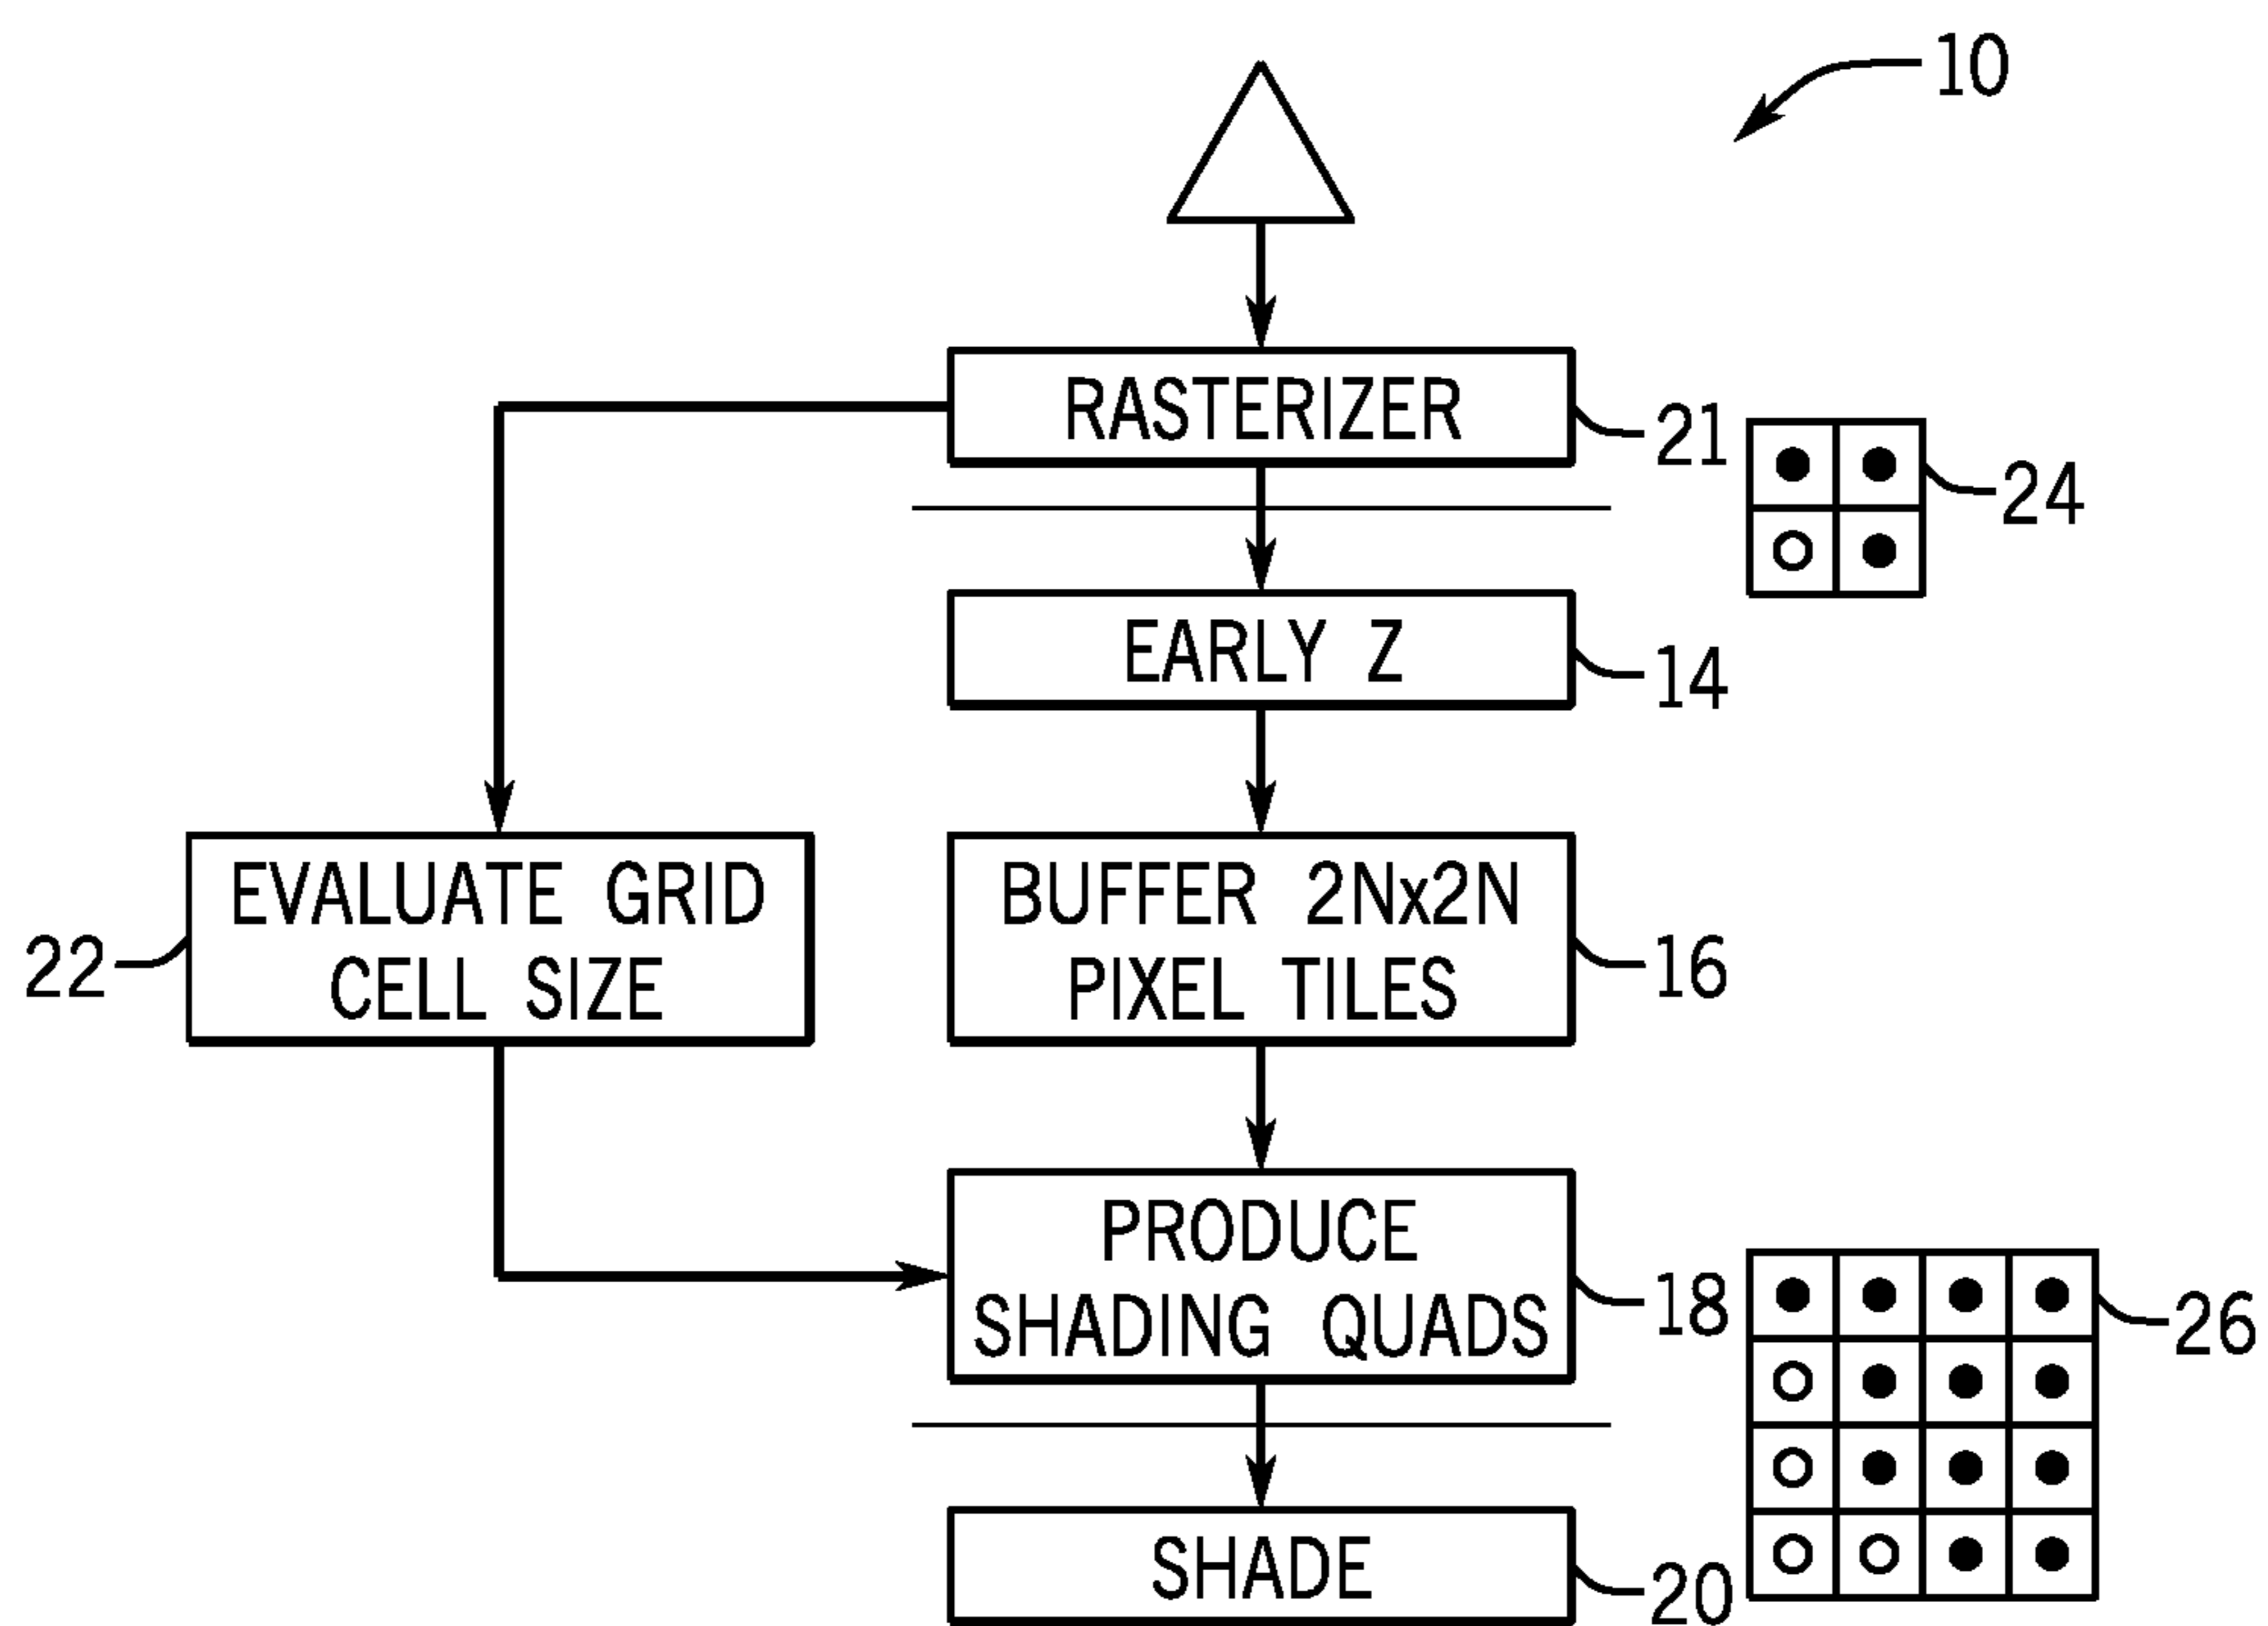 10
RASTERIZER
21
24
EARLY Z
14
EVALUATE GRID
CELL SIZE
22
BUFFER 2Nx2N
PIXEL TILES
16
PRODUCE
SHADING QUADS
18
26
SHADE
20